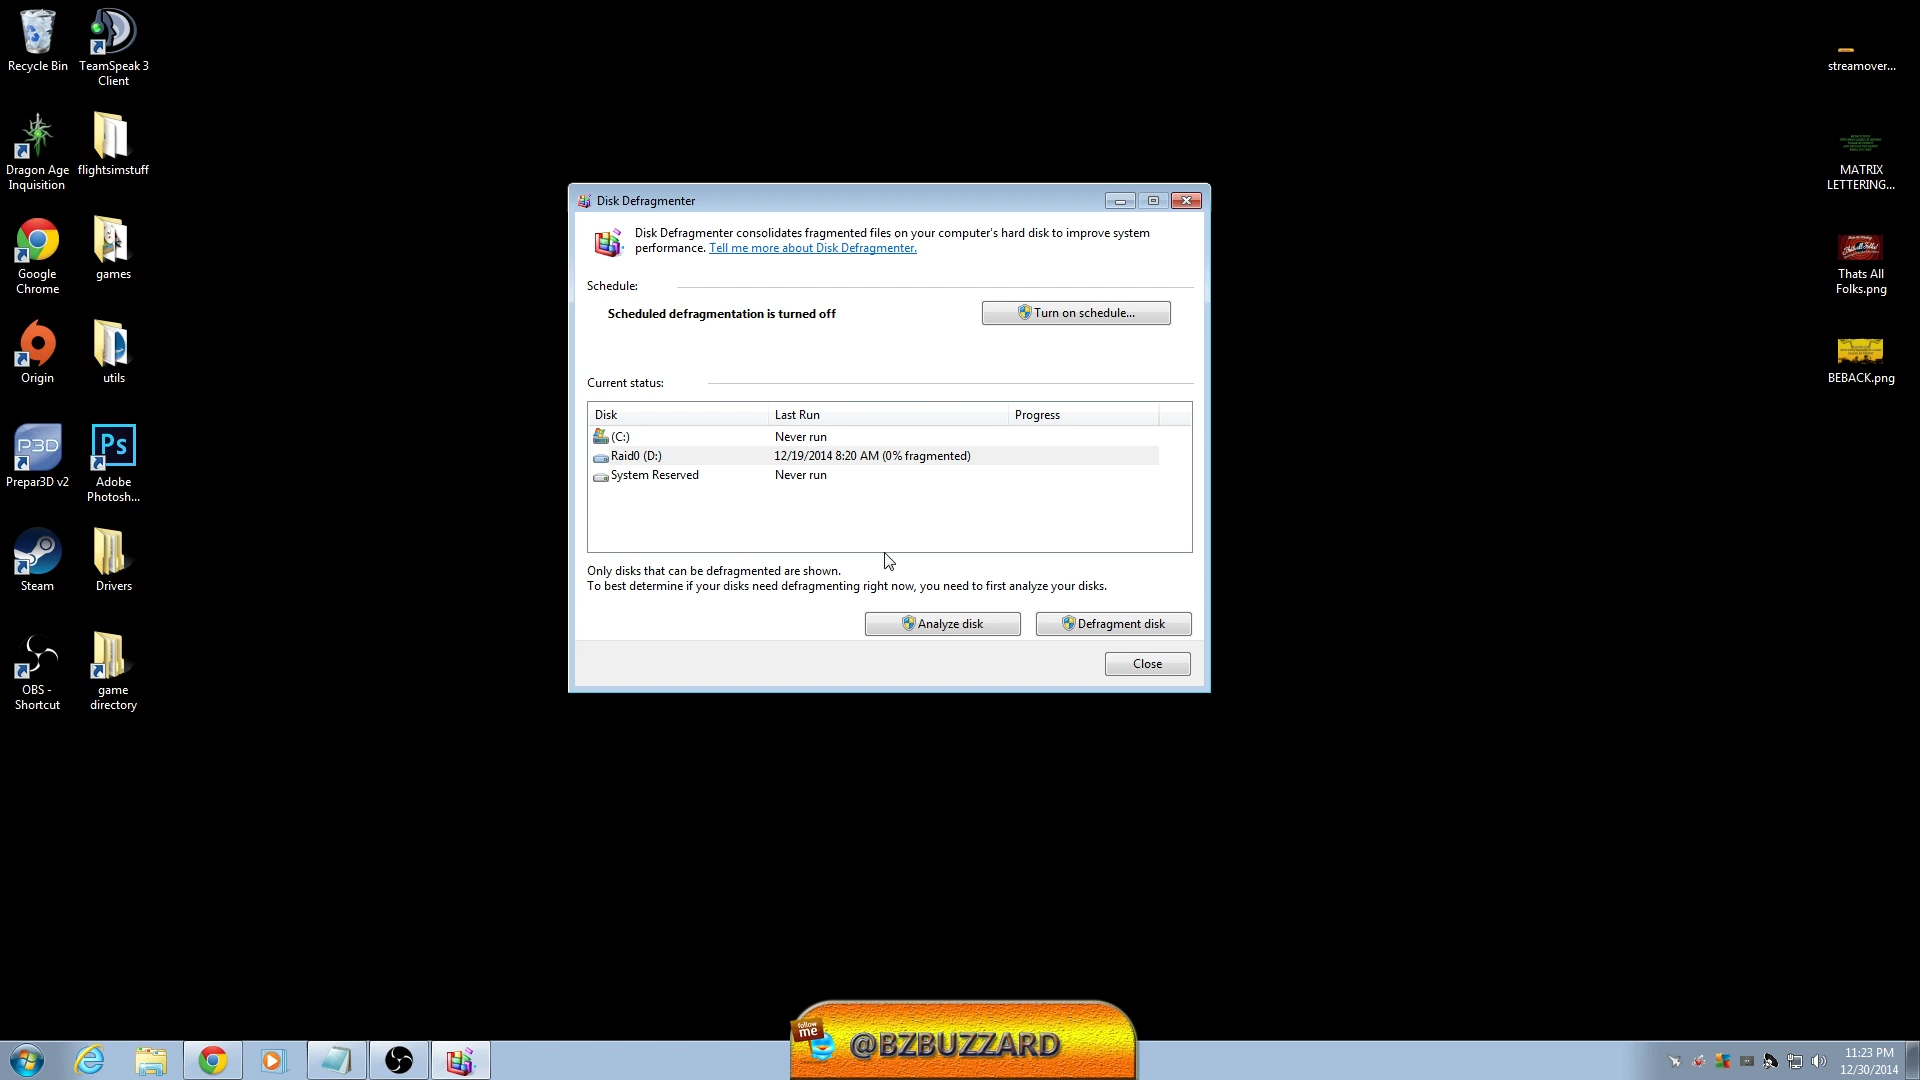 Recycle Bin
TeamSpeak 3
Client
Dragon Age
Inquisition
flightsimstuff
Google
Chrome
games
Origin
utils
P3D
Prepar3D v2
Ps
Adobe
Photosh...
Steam
Drivers
OBS -
Shortcut
game
directory
Disk Defragmenter
Disk Defragmenter consolidates fragmented files on your computer's hard disk to improve system
performance. Tell me more about Disk Defragmenter.
Schedule:
Scheduled defragmentation is turned off
Turn on schedule...
Current status:
Disk Last Run Progress
(C:) Never run
Raid0 (D:) 12/19/2014 8:20 AM (0% fragmented)
System Reserved Never run
Only disks that can be defragmented are shown.
To best determine if your disks need defragmenting right now, you need to first analyze your disks.
Analyze disk Defragment disk
Close
streamover...
MATRIX
LETTERING...
Thats All
Folks.png
BEBACK.png
follow
me
@BZBUZZARD
11:23 PM
12/30/2014